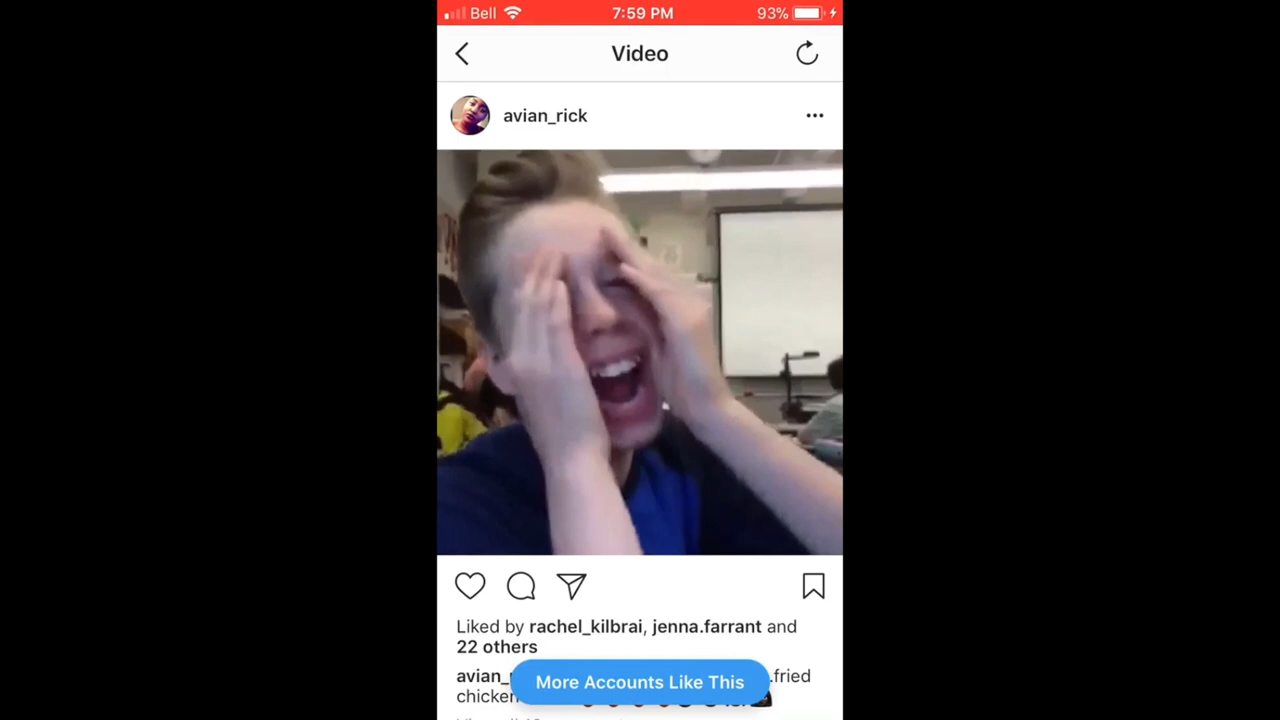 Bell 7:59 PM 93%
Video
avian_rick
Liked by rachel_kilbrai, jenna.farrant and
22 others
avian_ .fried
chicken
More Accounts Like This